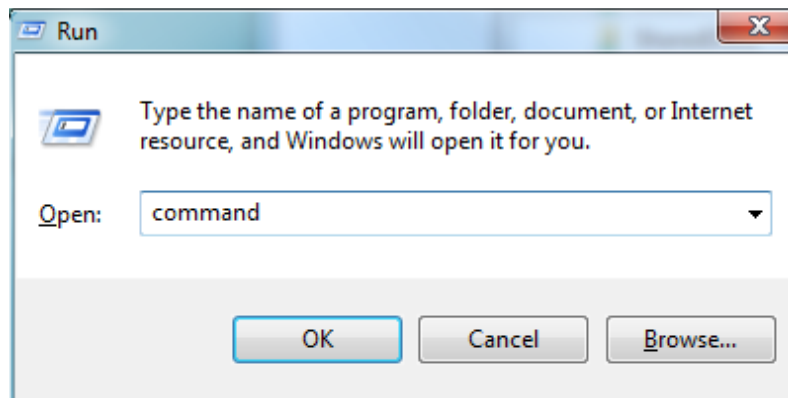 Run
Type the name of a program, folder, document, or Internet
resource, and Windows will open it for you.
Open: command
OK Cancel Browse...